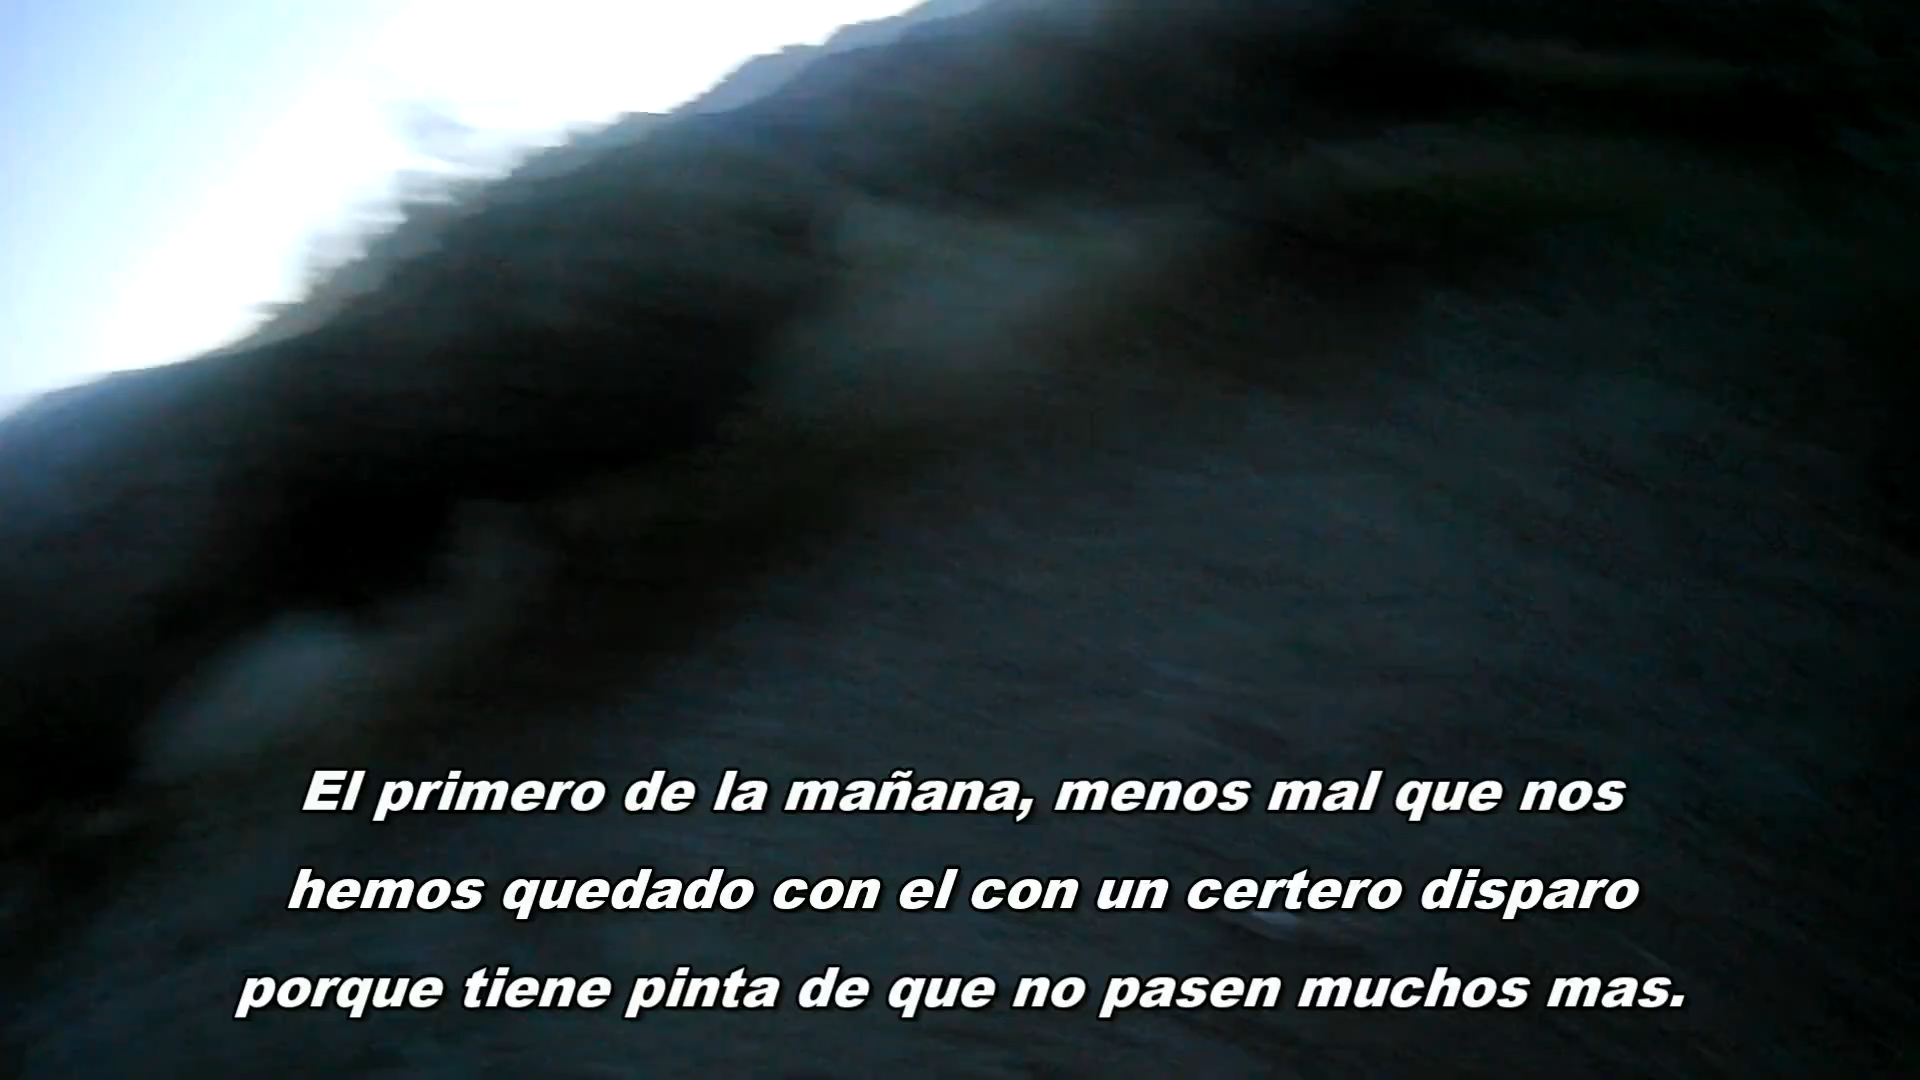 El primero de la mañana, menos mal que nos
hemos quedado con el con un certero disparo
porque tiene pinta de que no pasen muchos mas.